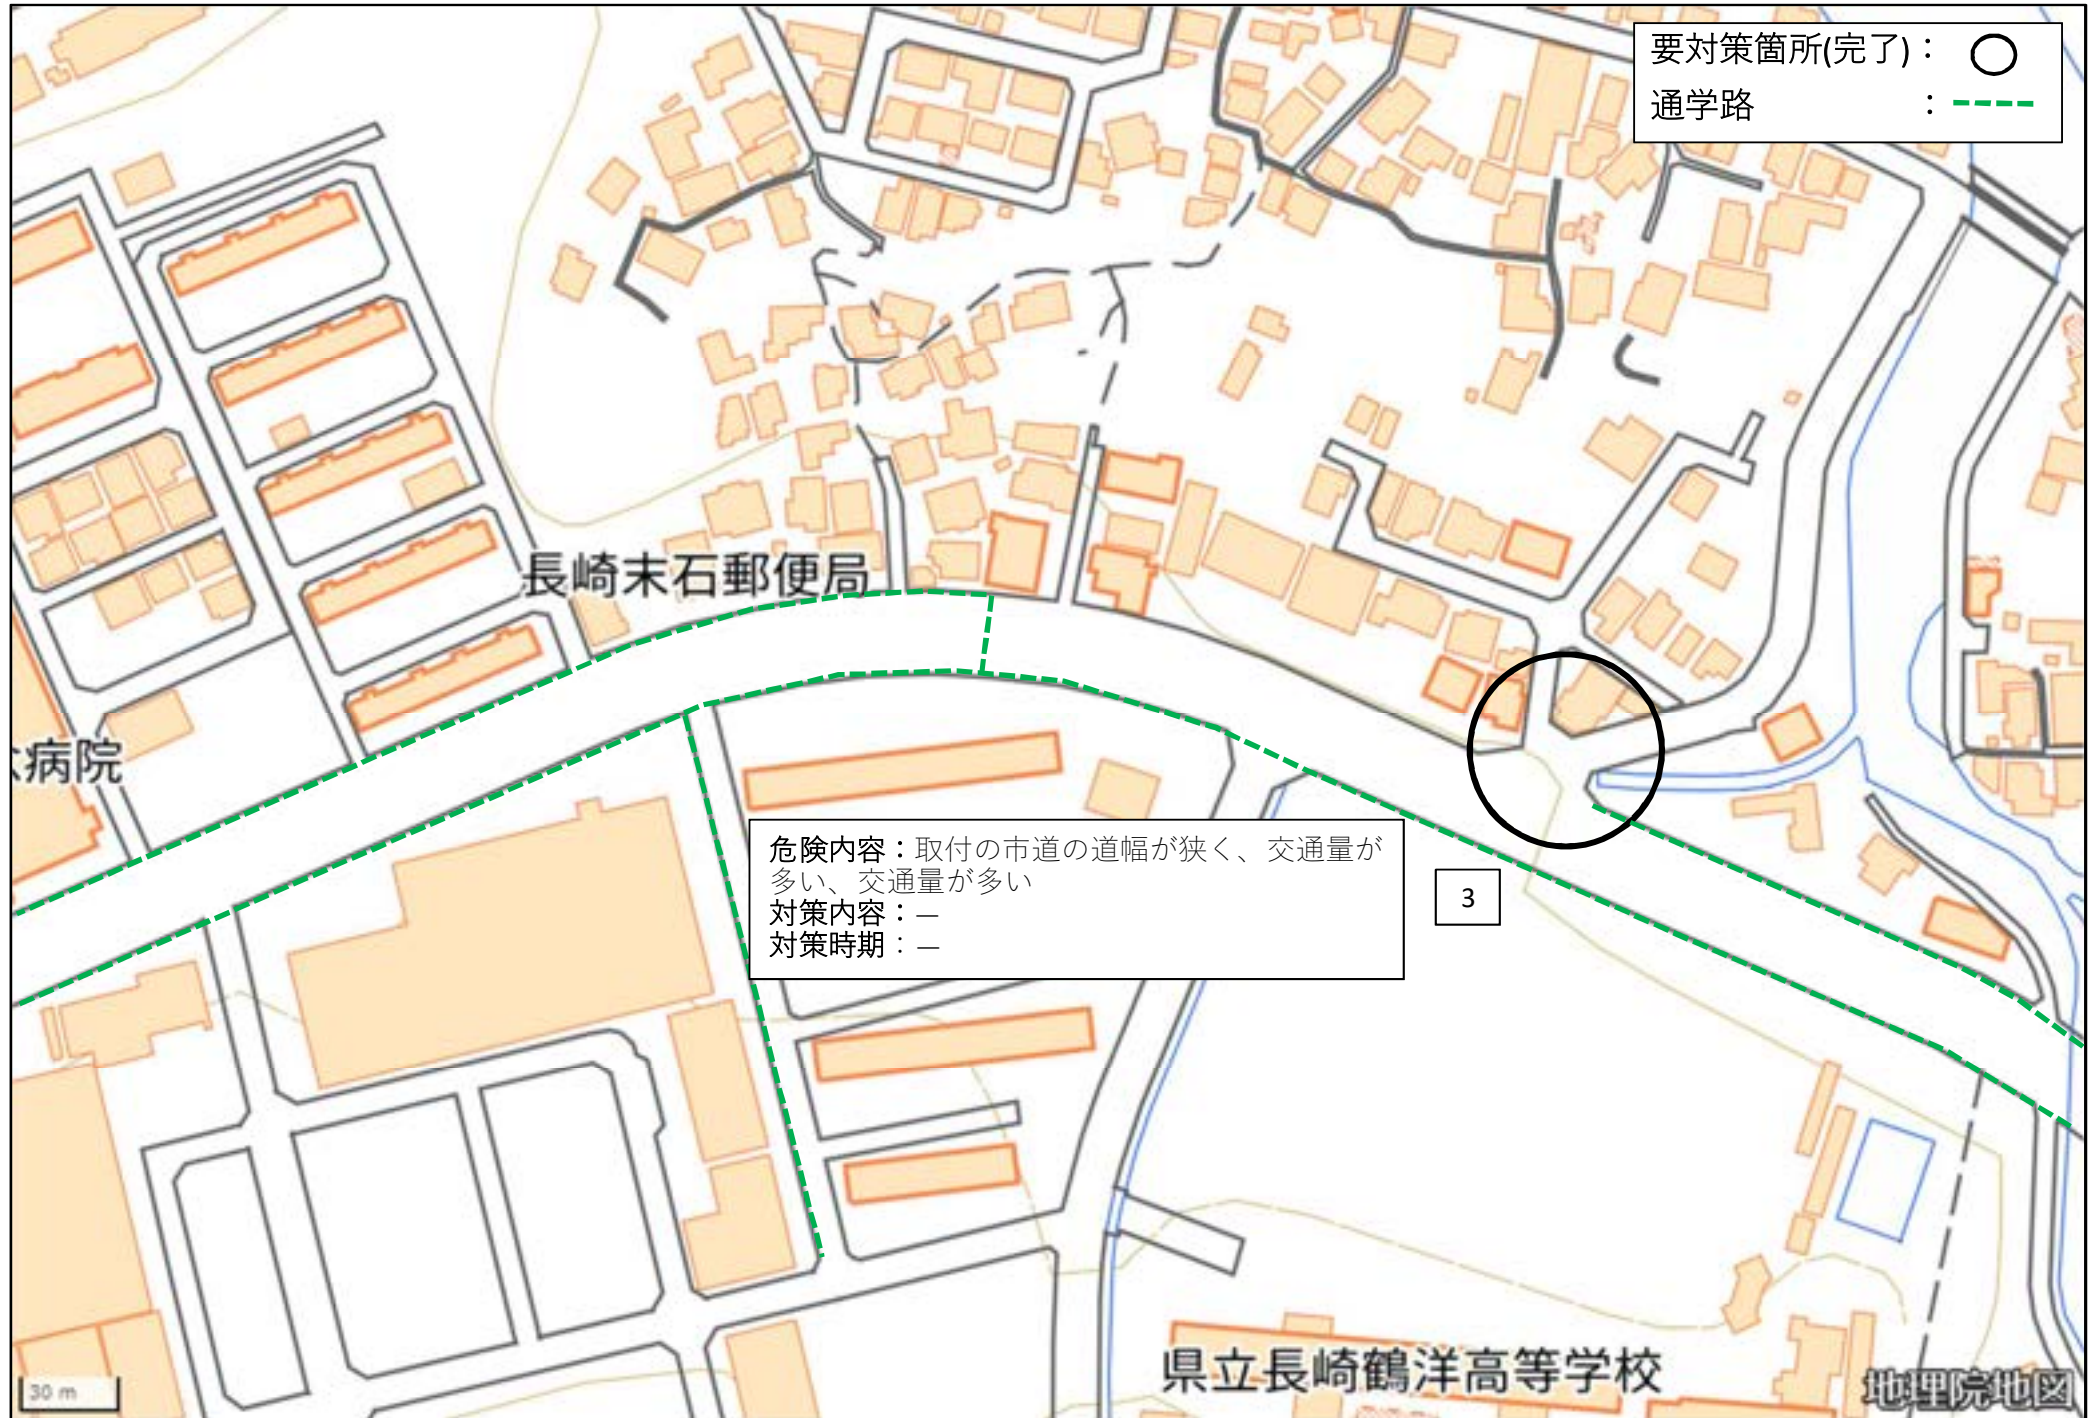 要対策箇所(完了)：
通学路　　　　：
長崎末石郵便局
病院
危険内容：取付の市道の道幅が狭く、交通量が
多い、交通量が多い
対策内容：―
対策時期：―
3
県立長崎鶴洋高等学校
30 m
地理院地図